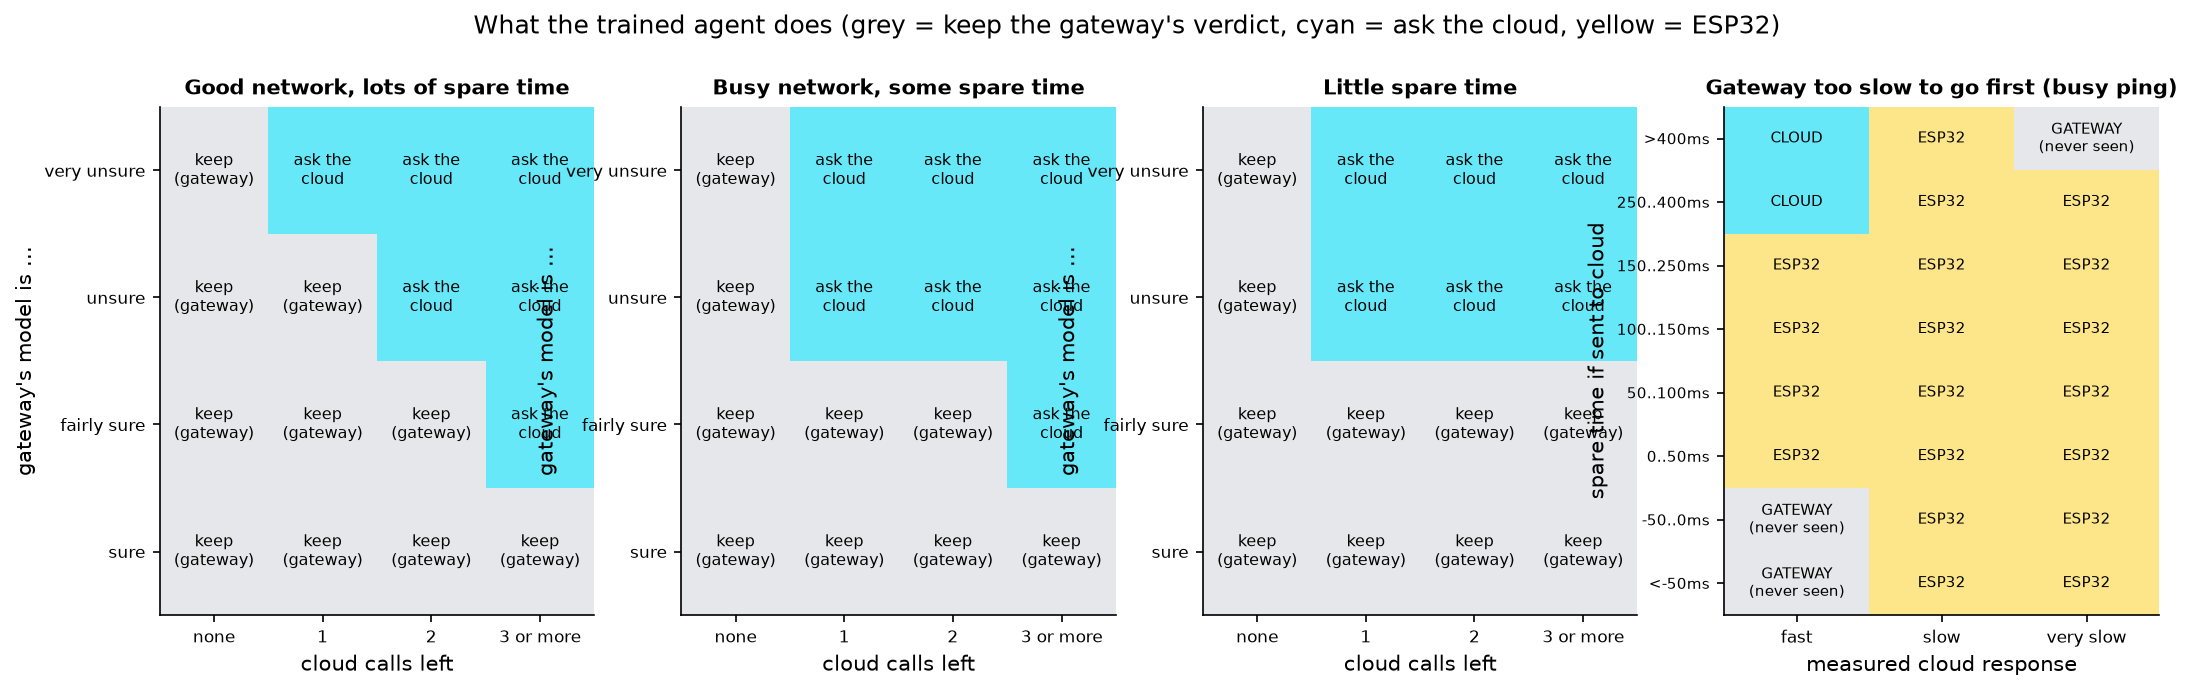 What the trained agent does (grey = keep the gateway's verdict, cyan = ask the cloud, yellow = ESP32)
Good network, lots of spare time
gateway's model is ...
very unsure
keep
(gateway)
ask the
cloud
ask the
cloud
ask the
cloud
unsure
keep
(gateway)
keep
(gateway)
ask the
cloud
ask the
cloud
fairly sure
keep
(gateway)
keep
(gateway)
keep
(gateway)
ask the
cloud
sure
keep
(gateway)
keep
(gateway)
keep
(gateway)
keep
(gateway)
none
1
2
3 or more
cloud calls left
Busy network, some spare time
gateway's model is ...
very unsure
keep
(gateway)
ask the
cloud
ask the
cloud
ask the
cloud
unsure
keep
(gateway)
ask the
cloud
ask the
cloud
ask the
cloud
fairly sure
keep
(gateway)
keep
(gateway)
keep
(gateway)
ask the
cloud
sure
keep
(gateway)
keep
(gateway)
keep
(gateway)
keep
(gateway)
none
1
2
3 or more
cloud calls left
Little spare time
gateway's model is ...
very unsure
keep
(gateway)
ask the
cloud
ask the
cloud
ask the
cloud
unsure
keep
(gateway)
ask the
cloud
ask the
cloud
ask the
cloud
fairly sure
keep
(gateway)
keep
(gateway)
keep
(gateway)
keep
(gateway)
sure
keep
(gateway)
keep
(gateway)
keep
(gateway)
keep
(gateway)
none
1
2
3 or more
cloud calls left
Gateway too slow to go first (busy ping)
spare time if sent to cloud
>400ms
CLOUD
ESP32
GATEWAY
(never seen)
250..400ms
CLOUD
ESP32
ESP32
150..250ms
ESP32
ESP32
ESP32
100..150ms
ESP32
ESP32
ESP32
50..100ms
ESP32
ESP32
ESP32
0..50ms
ESP32
ESP32
ESP32
-50..0ms
GATEWAY
(never seen)
ESP32
ESP32
<-50ms
GATEWAY
(never seen)
ESP32
ESP32
fast
slow
very slow
measured cloud response